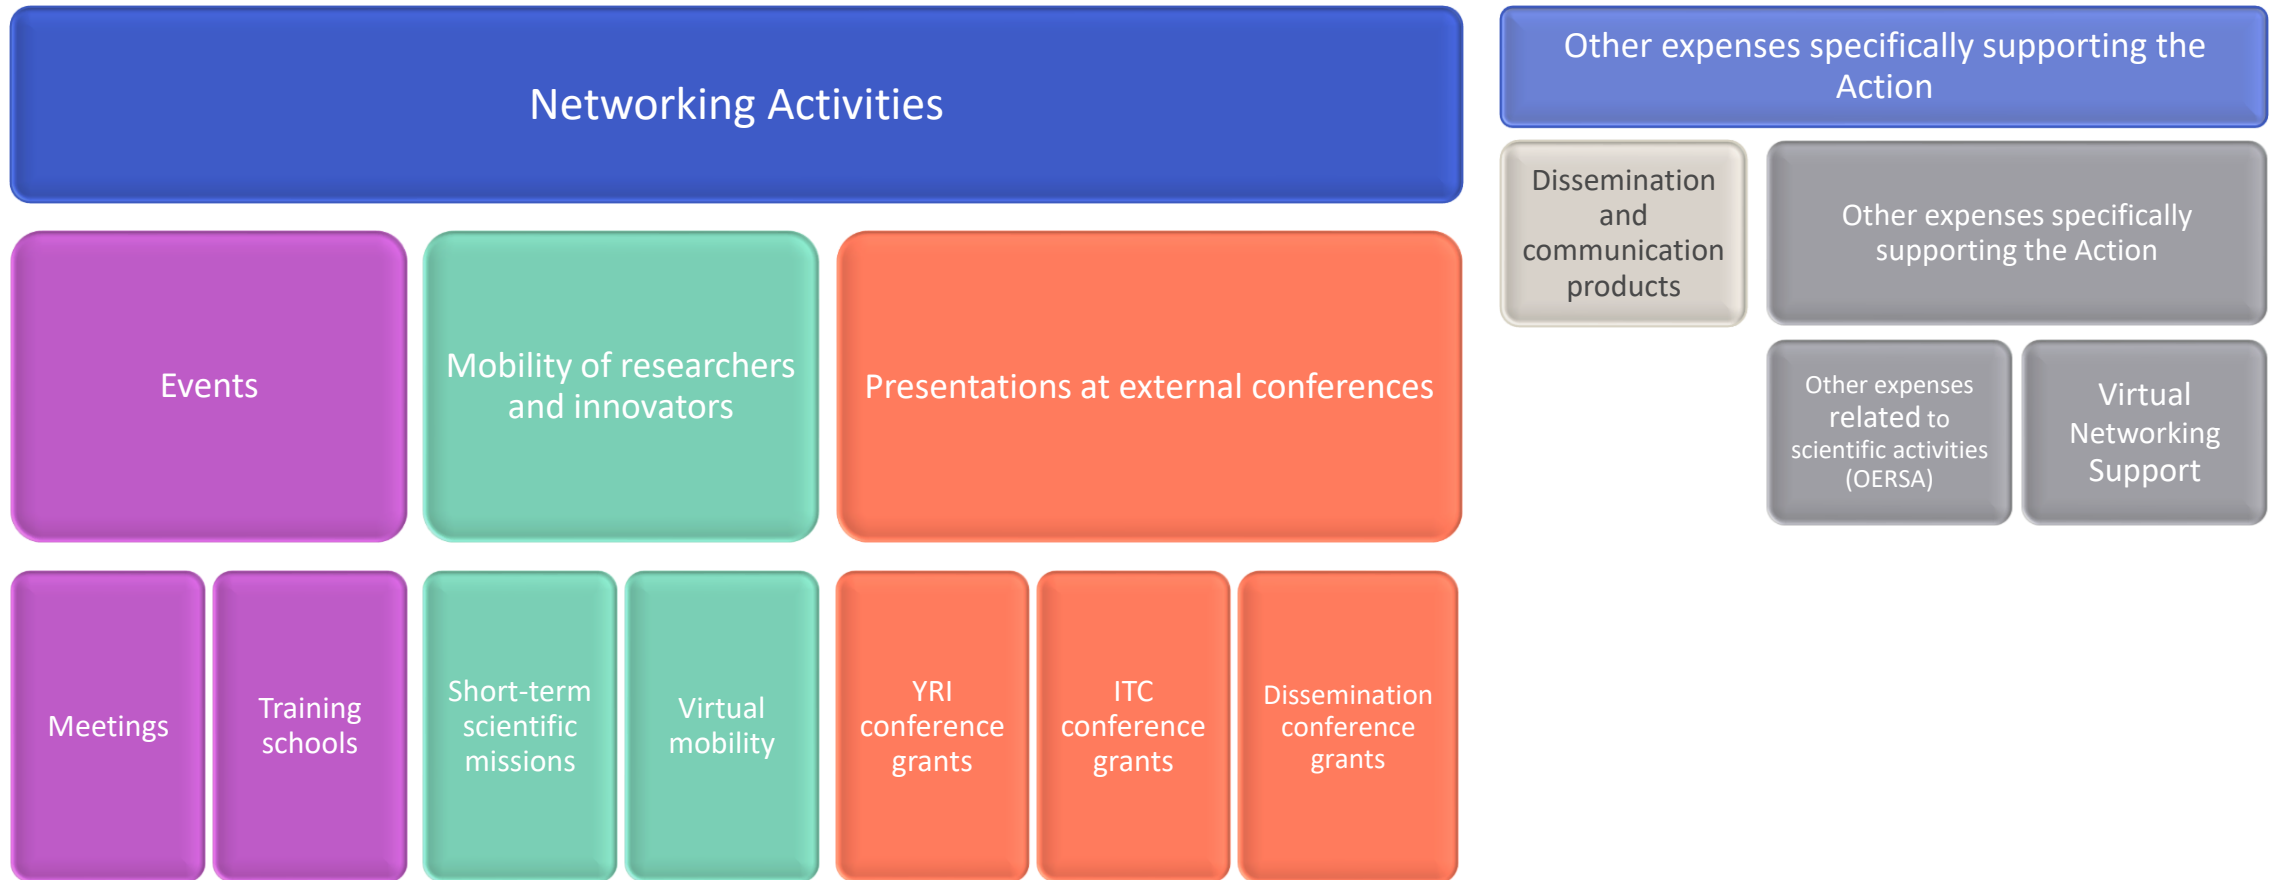 Networking Activities
Other expenses specifically supporting the
Action
Events
Mobility of researchers
and innovators
Presentations at external conferences
Dissemination
and
communication
products
Other expenses specifically
supporting the Action
Other expenses
related to
scientific activities
(OERSA)
Virtual
Networking
Support
Meetings
Training
schools
Short-term
scientific
missions
Virtual
mobility
YRI
conference
grants
ITC
conference
grants
Dissemination
conference
grants